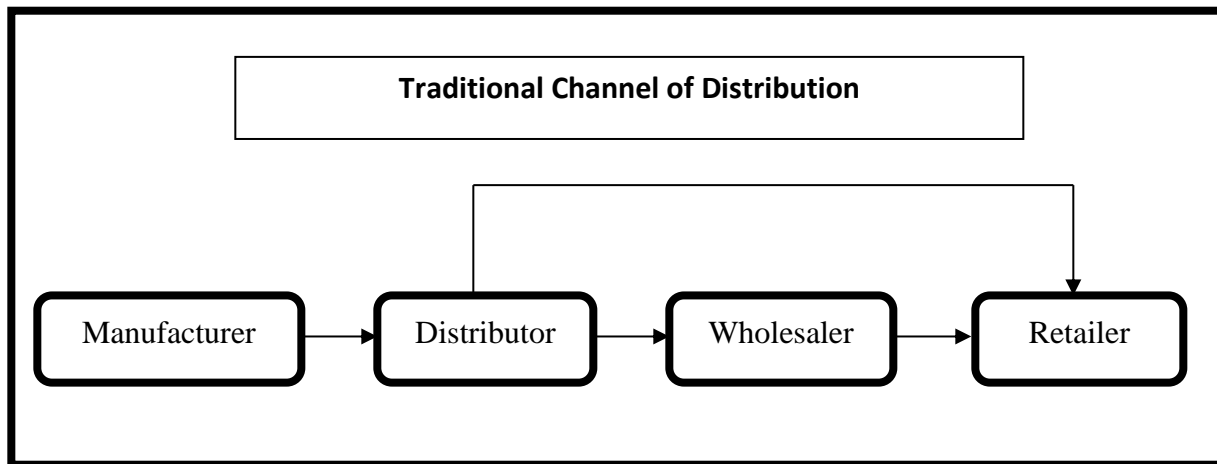 Traditional Channel of Distribution
Manufacturer
Distributor
Wholesaler
Retailer